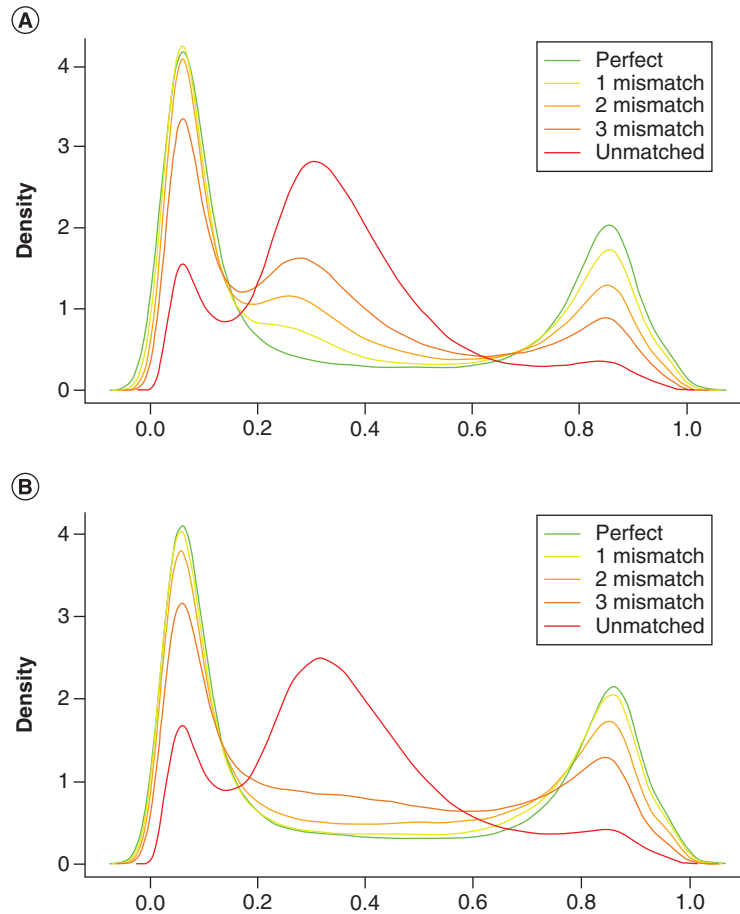 A
Density
4
3
2
1
0
0.0 0.2 0.4 0.6 0.8 1.0
Perfect
1 mismatch
2 mismatch
3 mismatch
Unmatched
B
Density
4
3
2
1
0
0.0 0.2 0.4 0.6 0.8 1.0
Perfect
1 mismatch
2 mismatch
3 mismatch
Unmatched